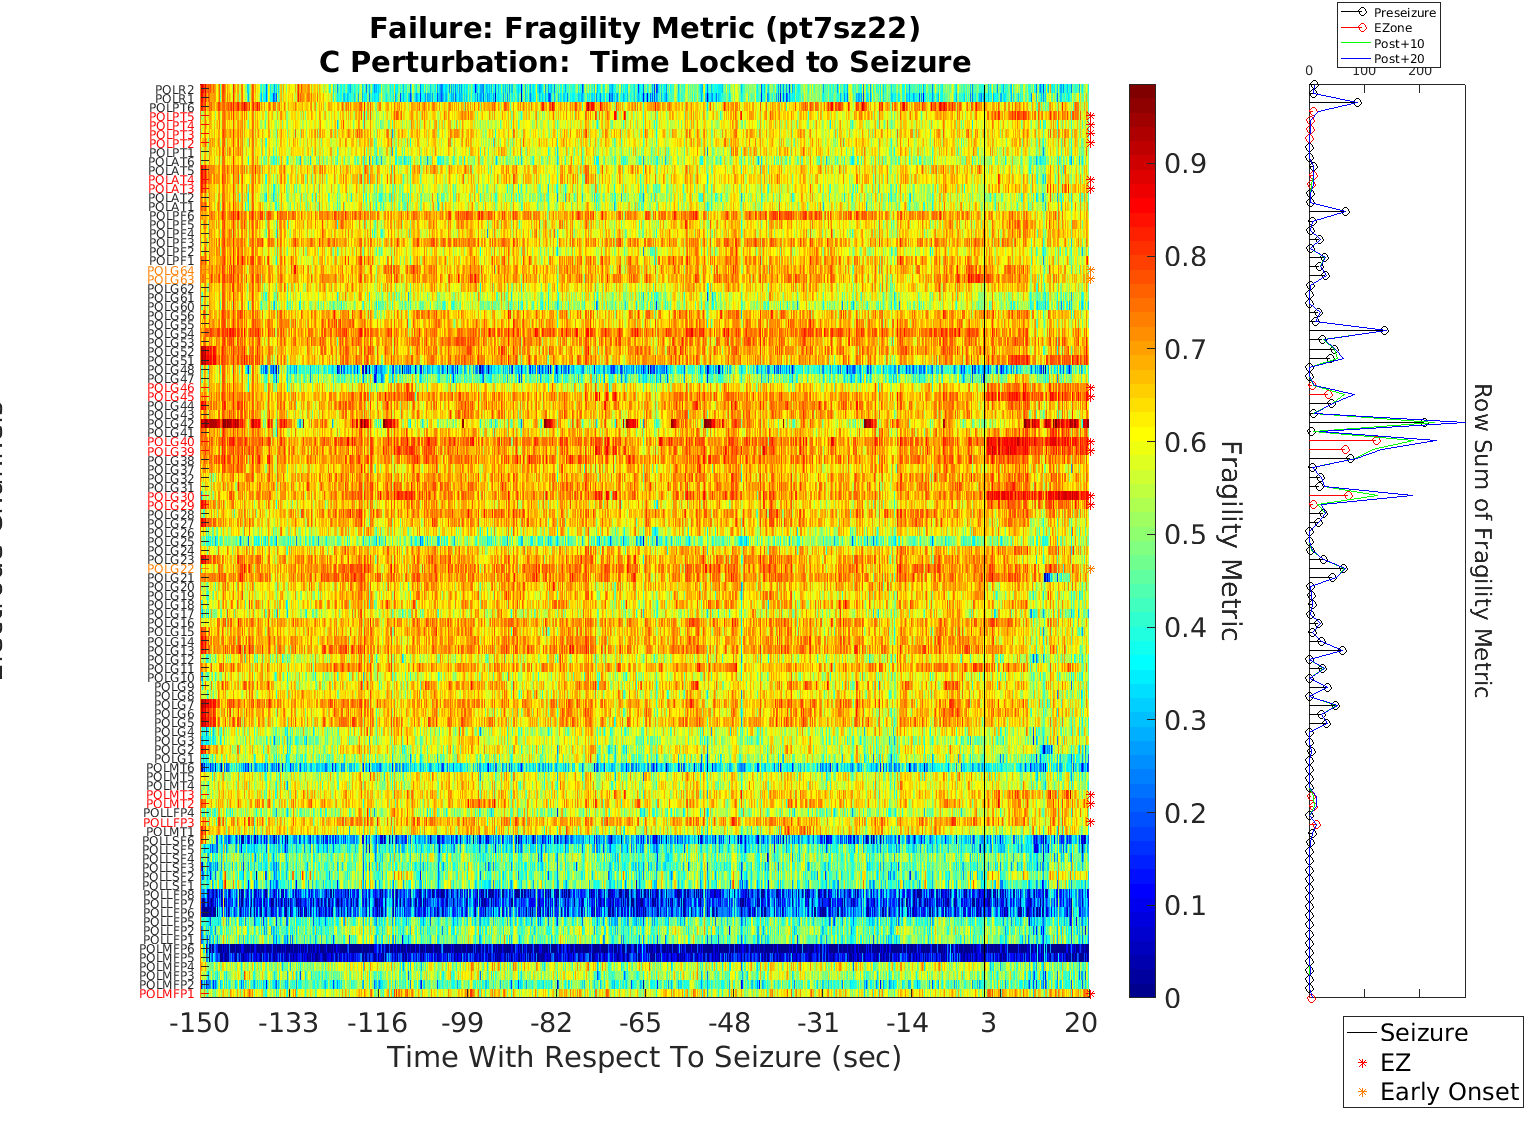 Failure: Fragility Metric (pt7sz22)
C Perturbation:  Time Locked to Seizure
POLR2
POLR1
POLPT6
POLPT5
POLPT4
POLPT3
POLPT2
POLPT1
POLAT6
POLAT5
POLAT4
POLAT3
POLAT2
POLAT1
POLPF6
POLPF5
POLPF4
POLPF3
POLPF2
POLPF1
POLG64
POLG63
POLG62
POLG61
POLG60
POLG56
POLG55
POLG54
POLG53
POLG52
POLG51
POLG48
POLG47
POLG46
POLG45
POLG44
POLG43
POLG42
POLG41
POLG40
POLG39
POLG38
POLG37
POLG32
POLG31
POLG30
POLG29
POLG28
POLG27
POLG26
POLG25
POLG24
POLG23
POLG22
POLG21
POLG20
POLG19
POLG18
POLG17
POLG16
POLG15
POLG14
POLG13
POLG12
POLG11
POLG10
POLG9
POLG8
POLG7
POLG6
POLG5
POLG4
POLG3
POLG2
POLG1
POLMT6
POLMT5
POLMT4
POLMT3
POLMT2
POLLFP4
POLLFP3
POLMT1
POLLSF6
POLLSF5
POLLSF4
POLLSF3
POLLSF2
POLLSF1
POLLFP8
POLLFP7
POLLFP6
POLLFP5
POLLFP2
POLLFP1
POLMFP6
POLMFP5
POLMFP4
POLMFP3
POLMFP2
POLMFP1
-150 -133 -116 -99 -82 -65 -48 -31 -14 3 20
Time With Respect To Seizure (sec)
0.9
0.8
0.7
0.6
0.5
0.4
0.3
0.2
0.1
0
Fragility Metric
Preseizure
EZone
Post+10
Post+20
0 100 200
Row Sum of Fragility Metric
Seizure
EZ
Early Onset